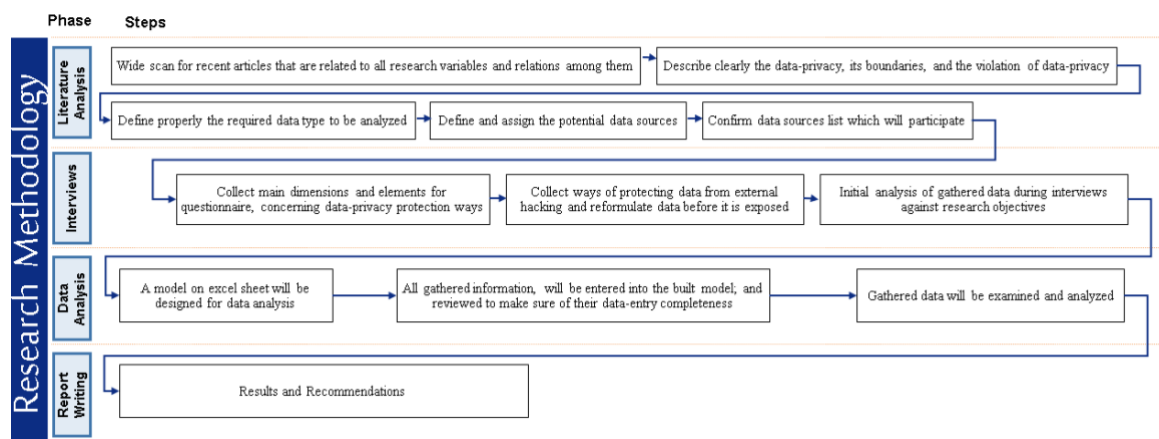 Phase Steps
Research Methodology
Literature
Analysis
Wide scan for recent articles that are related to all research variables and relations among them
Describe clearly the data-privacy, its boundaries, and the violation of data-privacy
Define properly the required data type to be analyzed
Define and assign the potential data sources
Confirm data sources list which will participate
Interviews
Collect main dimensions and elements for
questionnaire, concerning data-privacy protection ways
Collect ways of protecting data from external
hacking and reformulate data before it is exposed
Initial analysis of gathered data during interviews
against research objectives
Data
Analysis
A model on excel sheet will be
designed for data analysis
All gathered information, will be entered into the built model; and
reviewed to make sure of their data-entry completeness
Gathered data will be examined and analyzed
Report
Writing
Results and Recommendations